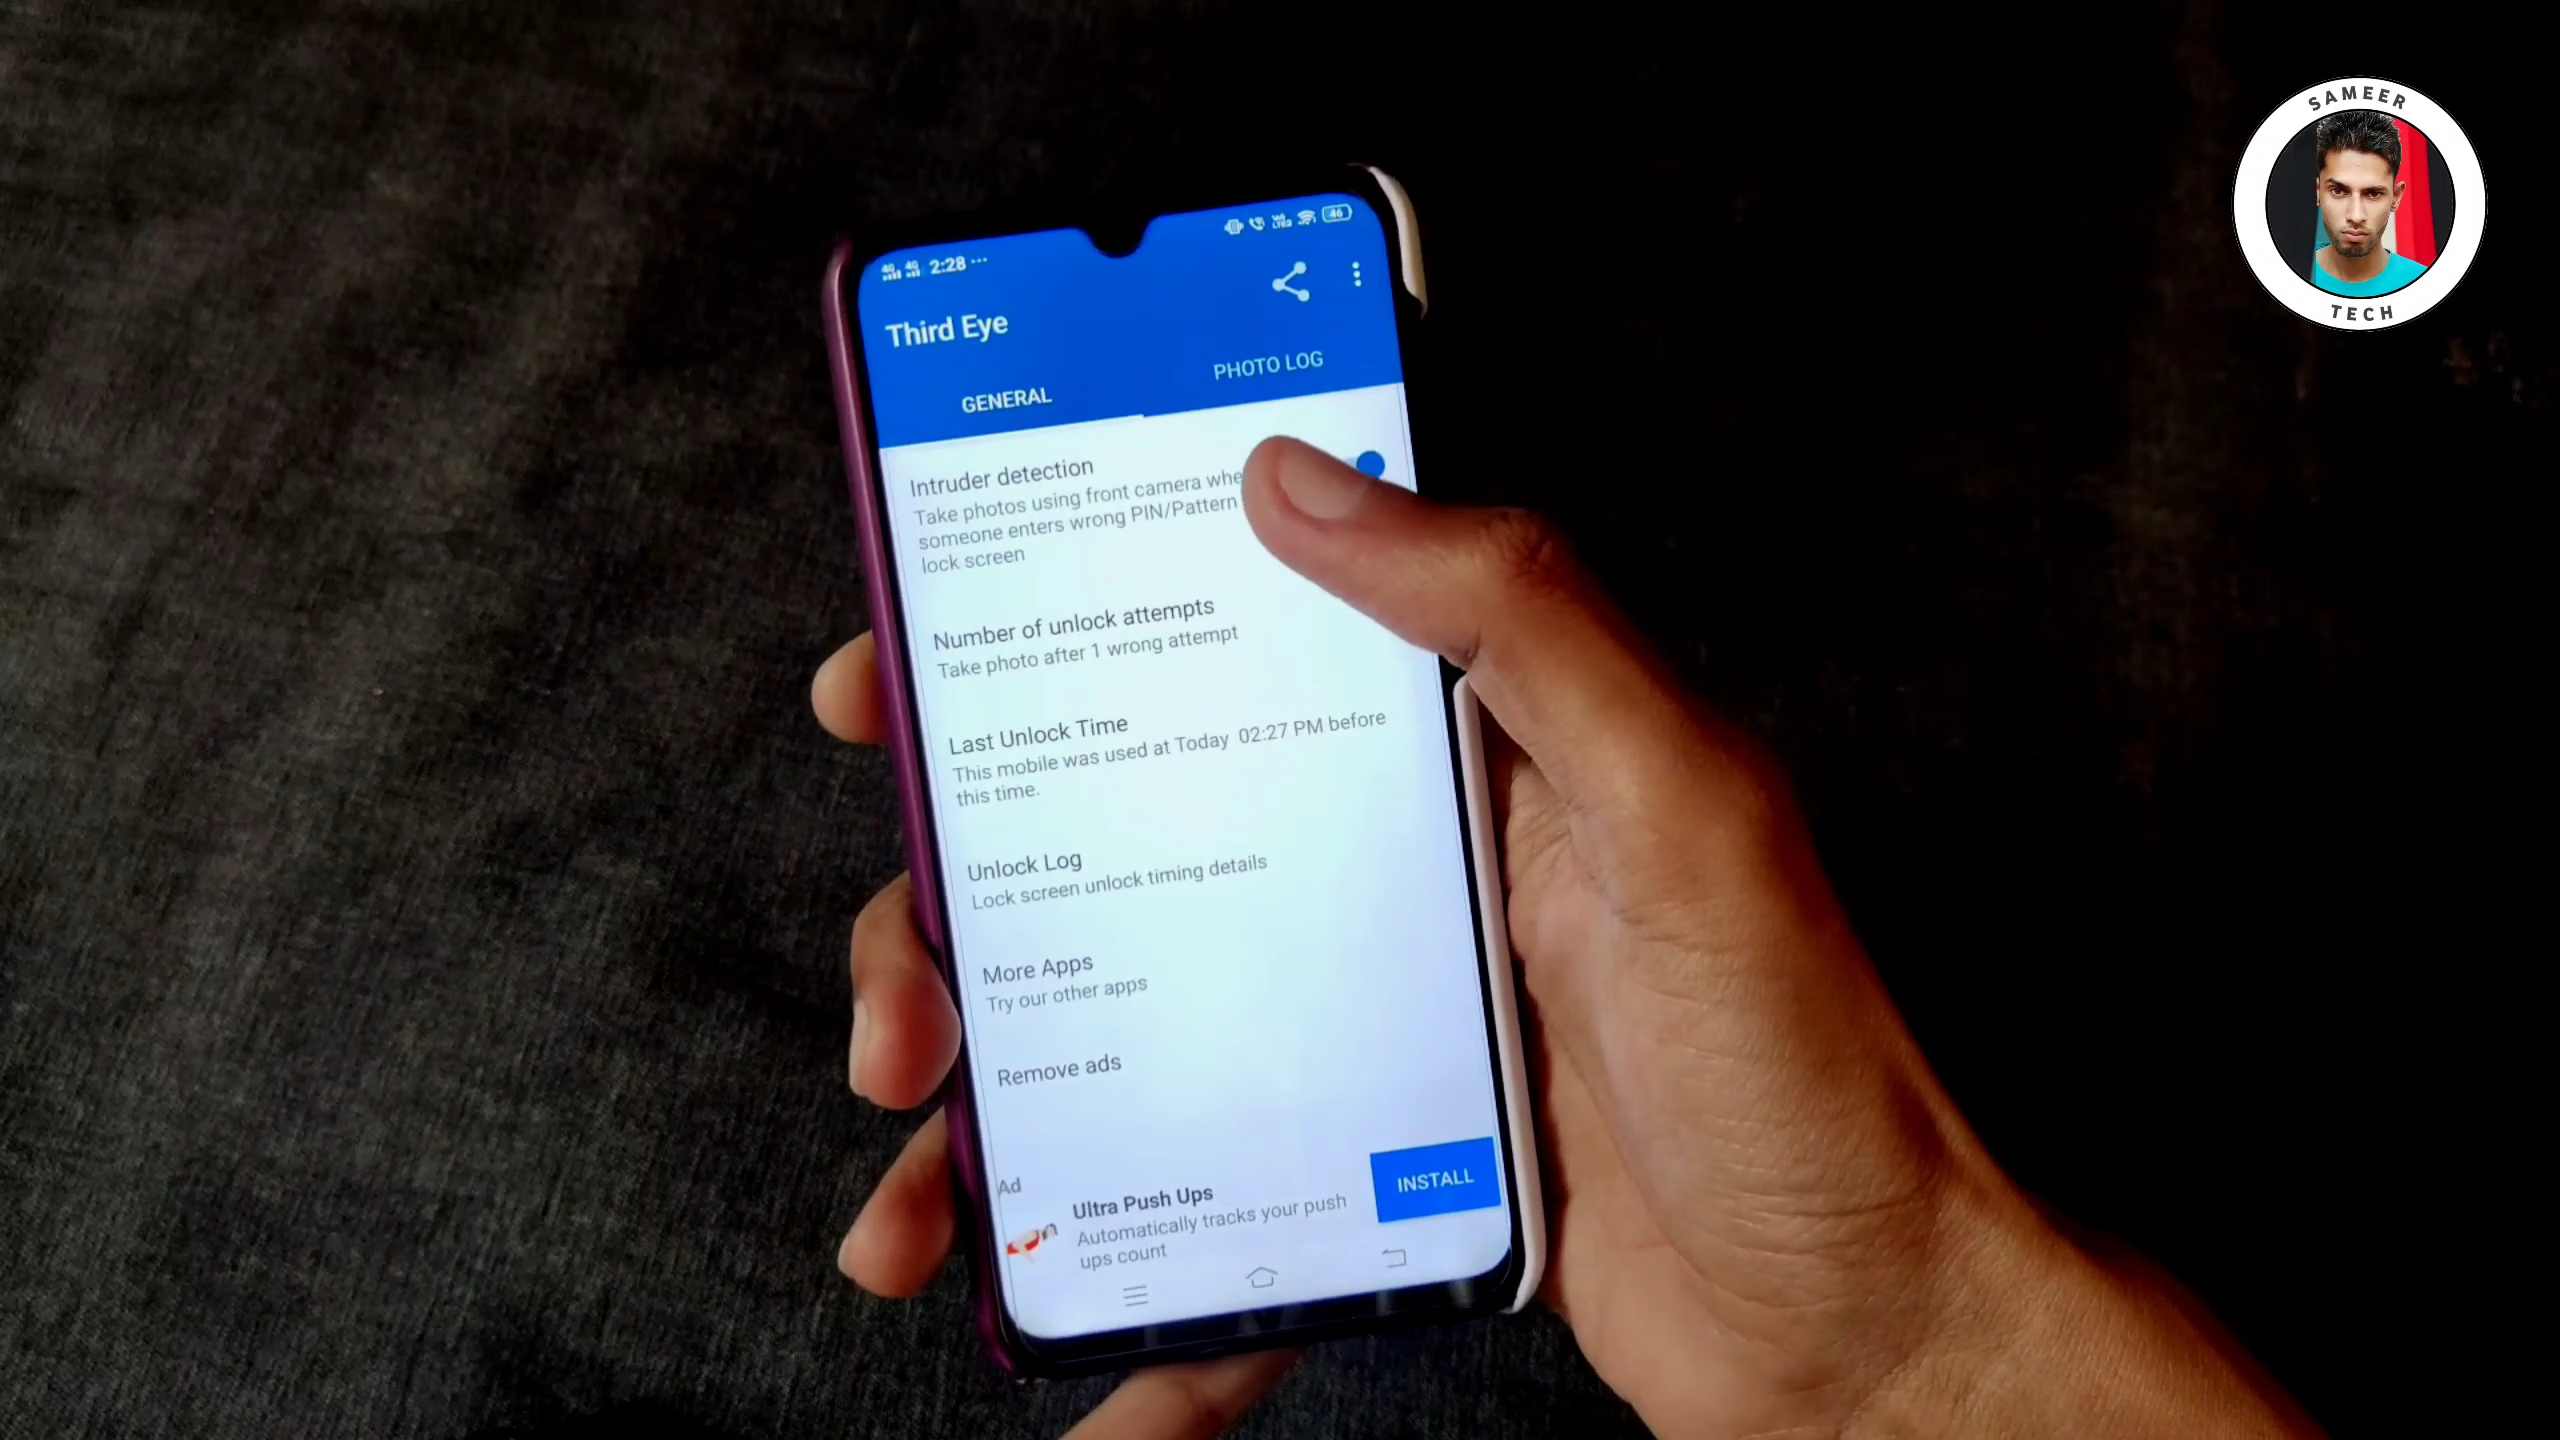 SAMEER
TECH
4G 4G 2:28 ...
46
Third Eye
GENERAL
PHOTO LOG
Intruder detection
Take photos using front camera
someone enters wrong PIN/Pattern
lock screen
Number of unlock attempts
Take photo after 1 wrong attempt
Last Unlock Time
This mobile was used at Today 02:27 PM before
this time.
Unlock Log
Lock screen unlock timing details
More Apps
Try our other apps
Remove ads
Ad
Ultra Push Ups
Automatically tracks your push
ups count
INSTALL